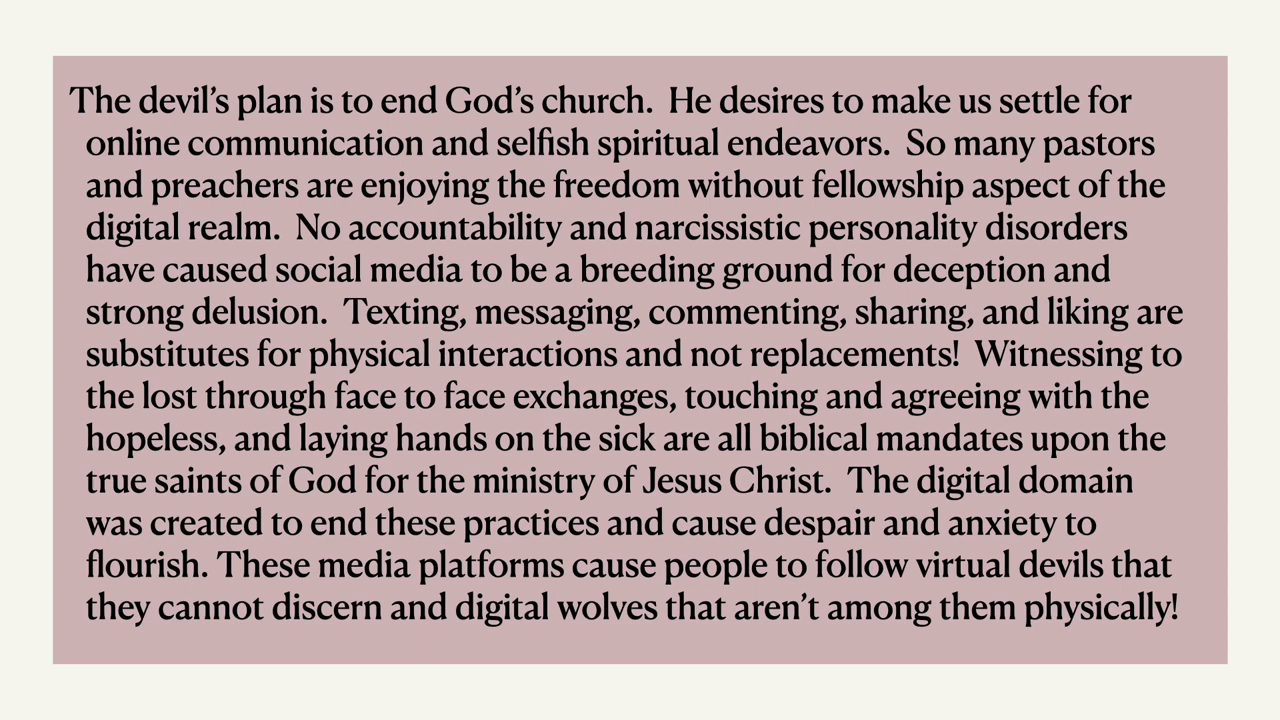 The devil’s plan is to end God’s church.  He desires to make us settle for
online communication and selfish spiritual endeavors.  So many pastors
and preachers are enjoying the freedom without fellowship aspect of the
digital realm.  No accountability and narcissistic personality disorders
have caused social media to be a breeding ground for deception and
strong delusion.  Texting, messaging, commenting, sharing, and liking are
substitutes for physical interactions and not replacements!  Witnessing to
the lost through face to face exchanges, touching and agreeing with the
hopeless, and laying hands on the sick are all biblical mandates upon the
true saints of God for the ministry of Jesus Christ.  The digital domain
was created to end these practices and cause despair and anxiety to
flourish. These media platforms cause people to follow virtual devils that
they cannot discern and digital wolves that aren’t among them physically!